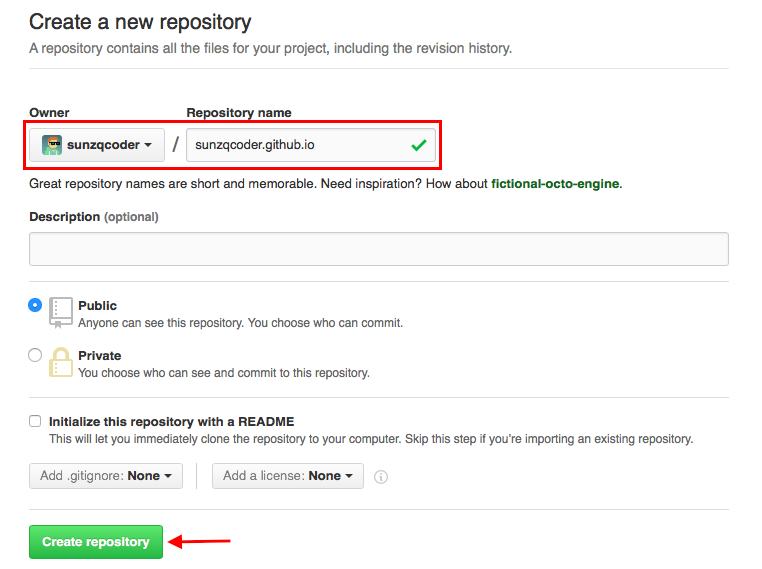 Create a new repository
A repository contains all the files for your project, including the revision history.
Owner
Repository name
sunzqcoder / sunzqcoder.github.io
Great repository names are short and memorable. Need inspiration? How about fictional-octo-engine.
Description (optional)
Public
Anyone can see this repository. You choose who can commit.
Private
You choose who can see and commit to this repository.
Initialize this repository with a README
This will let you immediately clone the repository to your computer. Skip this step if you're importing an existing repository.
Add .gitignore: None
Add a license: None
Create repository